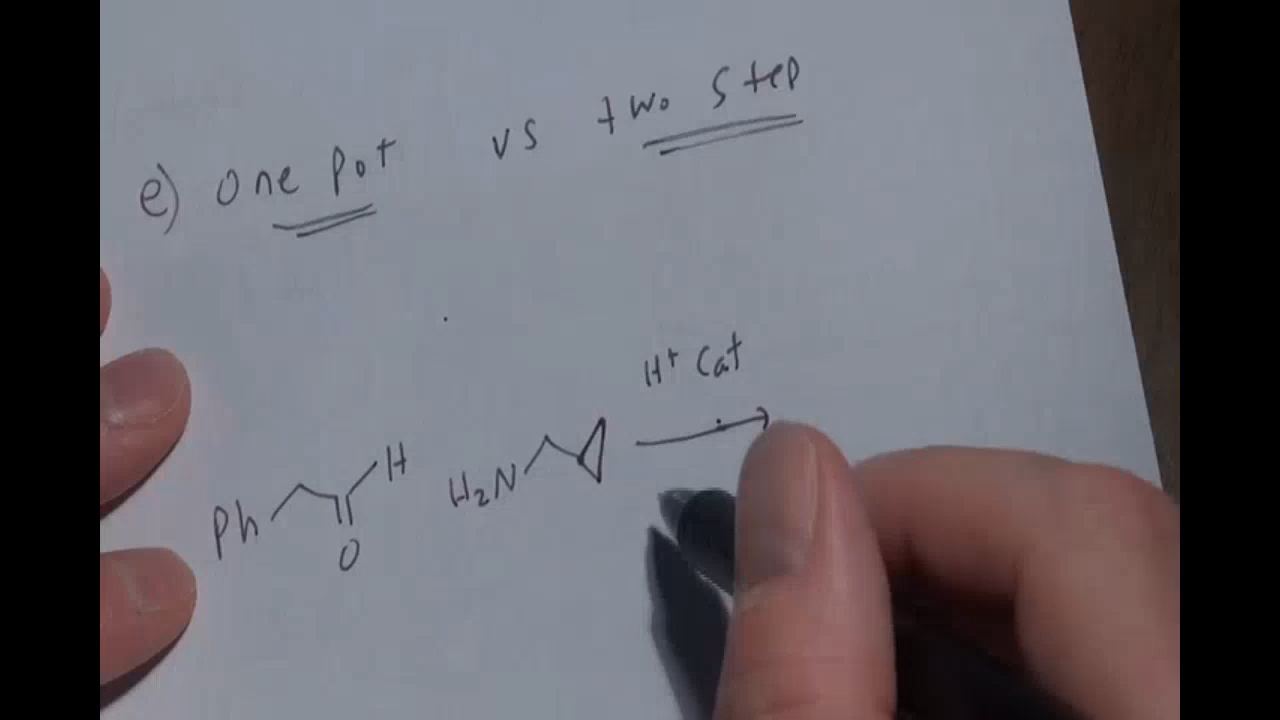 e) one pot vs two step
H⁺ Cat
Ph H O H₂N